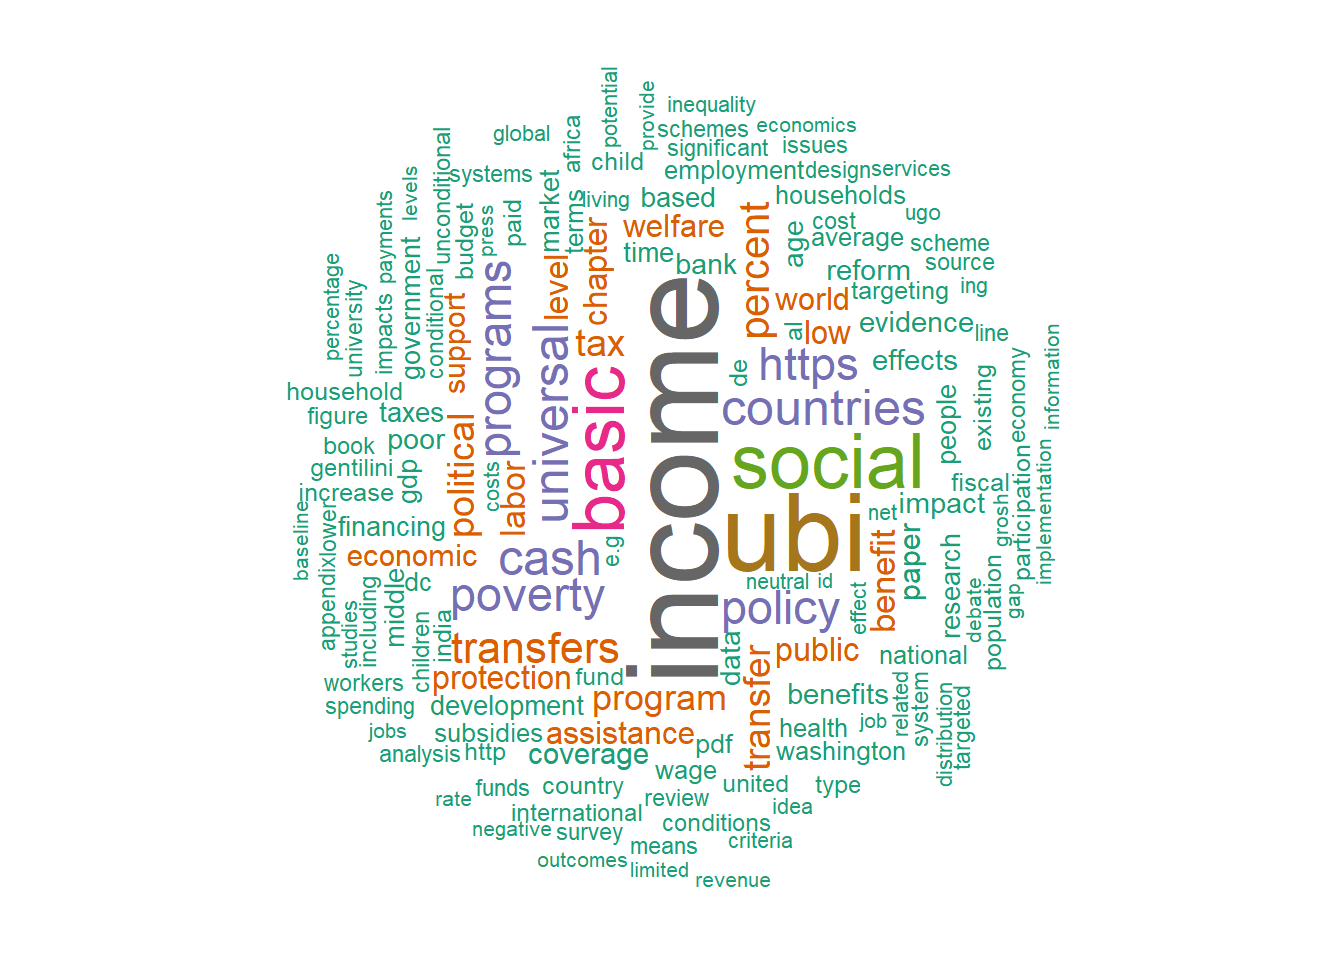 potential
provide
inequality
schemes
economics
global
africa
significant
issues
unconditional
systems
child
employment
design
services
levels
market
living
based
households
payments
press
paid
terms
welfare
percent
age
cost
ugo
government
budget
chapter
time
bank
average
scheme
percentage
university
impacts
conditional
programs
level
reform
source
support
income
world
targeting
ing
universal
tax
al
low
evidence
line
https
effects
household
basic
de
countries
people
existing
economy
information
figure
taxes
political
book
poor
social
gentilini
gdp
costs
labor
increase
ubi
fiscal
net
impact
grosh
participation
implementation
baseline
lower
financing
e.g
benefit
paper
research
economic
cash
appendix
dc
poverty
neutral
id
policy
effect
debate
population
gap
studies
including
middle
children
india
transfers
data
public
national
workers
protection
fund
transfer
spending
development
program
benefits
related
system
distribution
targeted
jobs
subsidies
assistance
health
job
analysis
http
coverage
pdf
washington
wage
rate
funds
country
review
united
type
international
idea
negative
survey
conditions
means
criteria
outcomes
limited
revenue